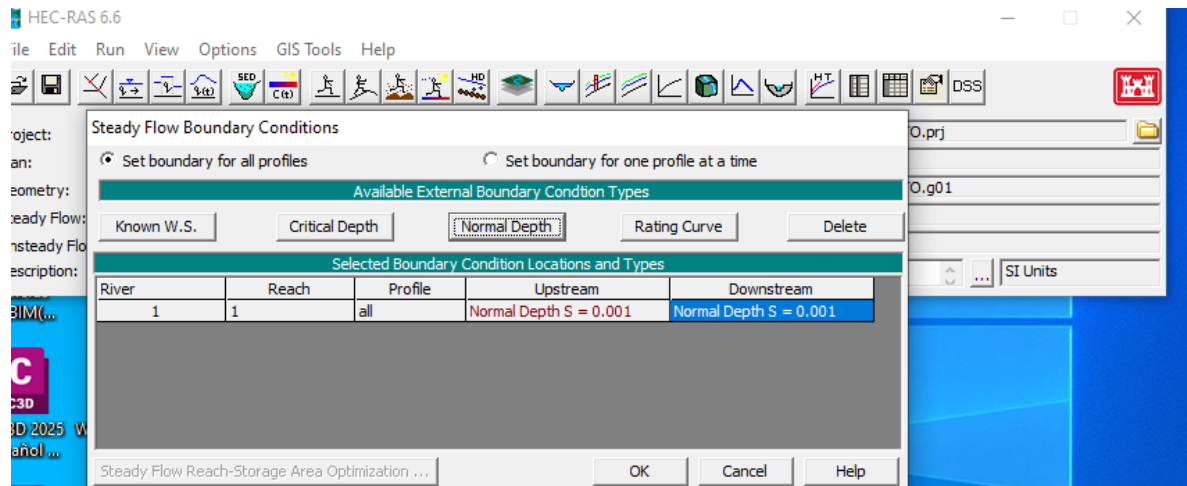 HEC-RAS 6.6
ile Edit Run View Options GIS Tools Help
SED C(t) HD HT DSS
Steady Flow Boundary Conditions
roject: O.prj
Set boundary for all profiles Set boundary for one profile at a time
an:
Available External Boundary Condtion Types
eometry: O.g01
eady Flow:
Known W.S. Critical Depth Normal Depth Rating Curve Delete
nsteady Flo
Selected Boundary Condition Locations and Types
escription: ... SI Units
River Reach Profile Upstream Downstream
1 1 all Normal Depth S = 0.001 Normal Depth S = 0.001
BIM(...
C
C3D
3D 2025 W
añol ...
Steady Flow Reach-Storage Area Optimization ... OK Cancel Help